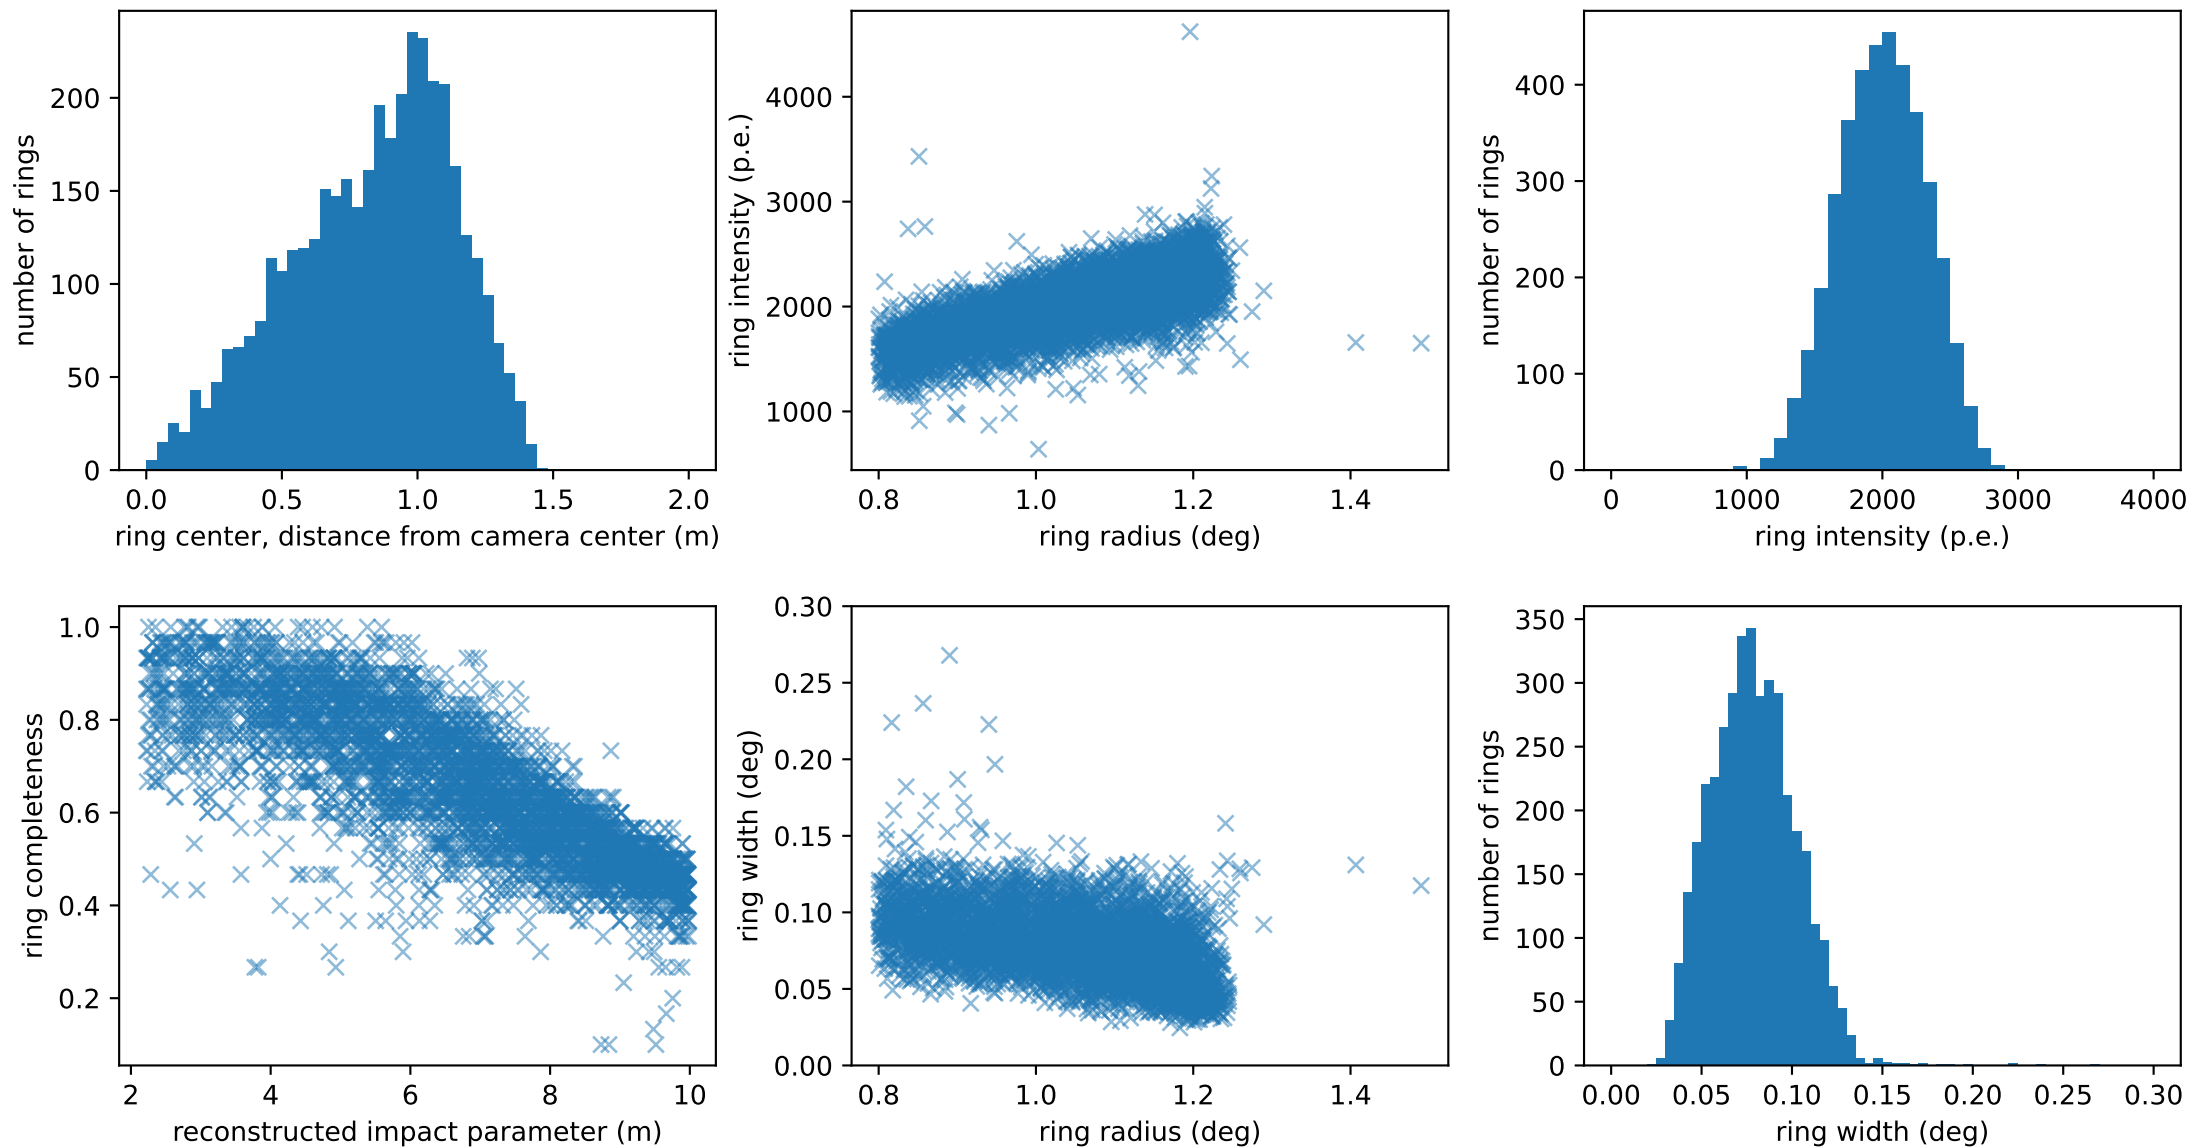 number of rings
200
150
100
50
0
0.0 0.5 1.0 1.5 2.0
ring center, distance from camera center (m)
ring intensity (p.e.)
4000
3000
2000
1000
0.8 1.0 1.2 1.4
ring radius (deg)
number of rings
400
300
200
100
0
0 1000 2000 3000 4000
ring intensity (p.e.)
ring completeness
1.0
0.8
0.6
0.4
0.2
2 4 6 8 10
reconstructed impact parameter (m)
ring width (deg)
0.30
0.25
0.20
0.15
0.10
0.05
0.00
0.8 1.0 1.2 1.4
ring radius (deg)
number of rings
350
300
250
200
150
100
50
0
0.00 0.05 0.10 0.15 0.20 0.25 0.30
ring width (deg)